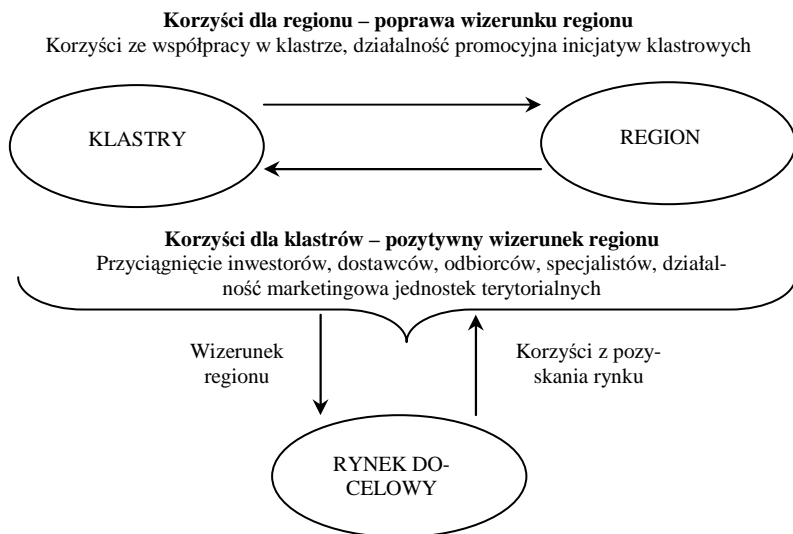 Korzyści dla regionu – poprawa wizerunku regionu
Korzyści ze współpracy w klastrze, działalność promocyjna inicjatyw klastrowych
KLASTRY
REGION
Korzyści dla klastrów – pozytywny wizerunek regionu
Przyciągnięcie inwestorów, dostawców, odbiorców, specjalistów, działal-
ność marketingowa jednostek terytorialnych
Wizerunek
regionu
Korzyści z pozy-
skania rynku
RYNEK DO-
CELOWY